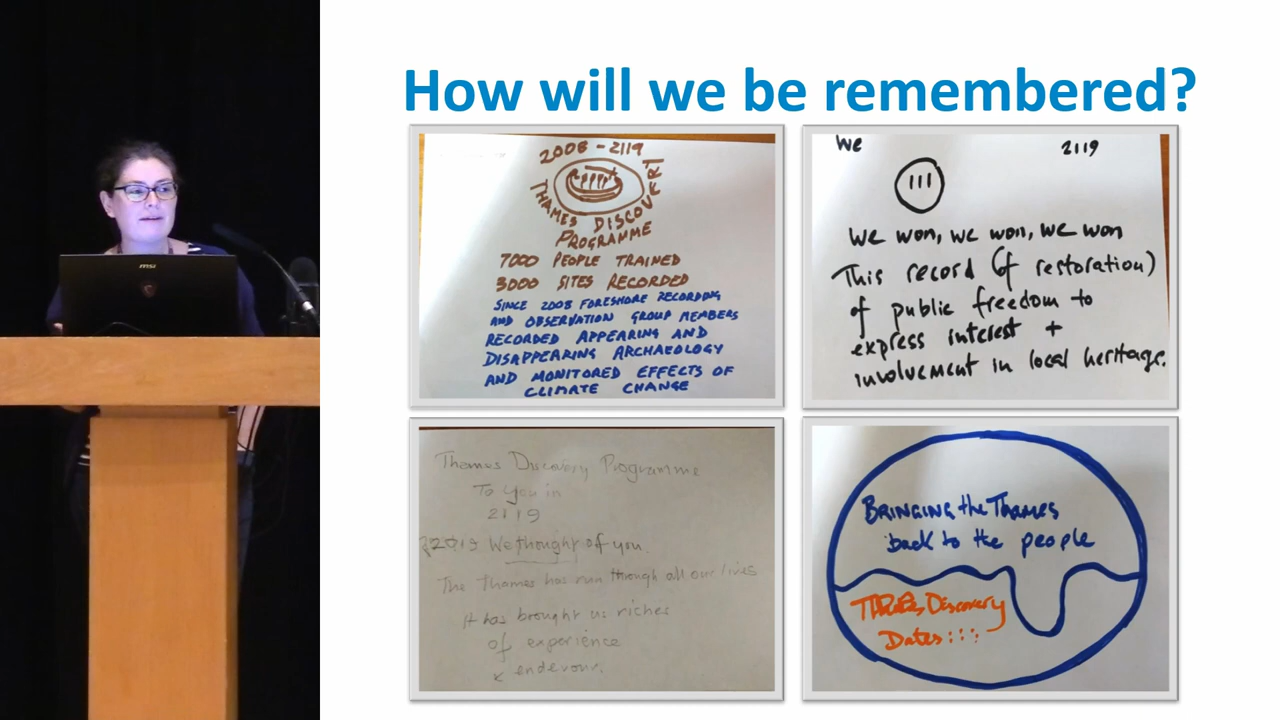 How will we be remembered?
msi
2008 - 2119
THAMES DISCOVERY
PROGRAMME
7000 PEOPLE TRAINED
3000 SITES RECORDED
SINCE 2008 FORESHORE RECORDING
AND OBSERVATION GROUP MEMBERS
RECORDED APPEARING AND
DISAPPEARING ARCHAEOLOGY
AND MONITORED EFFECTS OF
CLIMATE CHANGE
We 2119
We won, we won, we won
This record (of restoration)
of public freedom to
express interest +
involvement in local heritage.
Thames Discovery Programme
To you in
2119
We thought of you.
The Thames has run through all our lives
It has brought us riches
of experience
& endevour.
BRINGING the THAMES
back to the people
Discovery
Dates:::